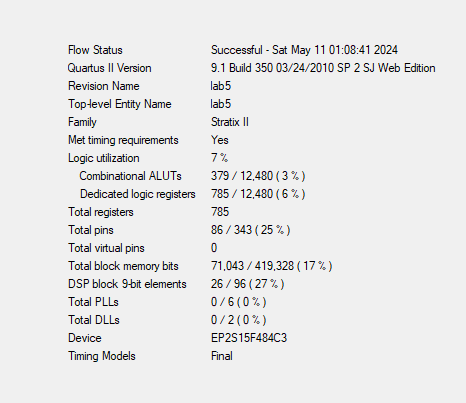 Flow Status Successful - Sat May 11 01:08:41 2024
Quartus II Version 9.1 Build 350 03/24/2010 SP 2 SJ Web Edition
Revision Name lab5
Top-level Entity Name lab5
Family Stratix II
Met timing requirements Yes
Logic utilization 7 %
Combinational ALUTs 379 / 12,480 ( 3 % )
Dedicated logic registers 785 / 12,480 ( 6 % )
Total registers 785
Total pins 86 / 343 ( 25 % )
Total virtual pins 0
Total block memory bits 71,043 / 419,328 ( 17 % )
DSP block 9-bit elements 26 / 96 ( 27 % )
Total PLLs 0 / 6 ( 0 % )
Total DLLs 0 / 2 ( 0 % )
Device EP2S15F484C3
Timing Models Final